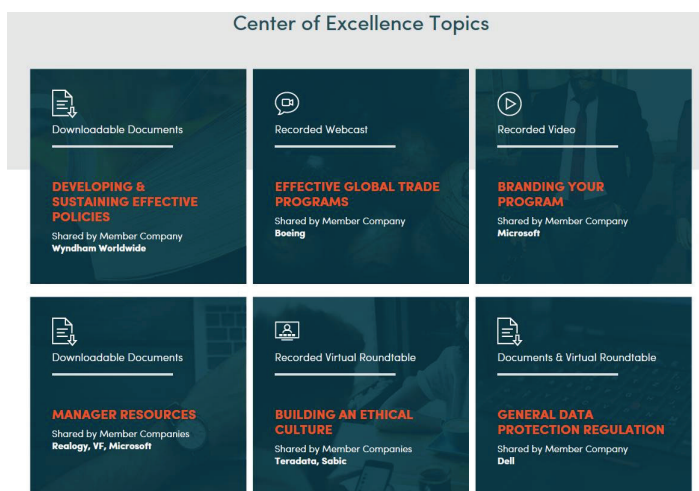 Center of Excellence Topics
Downloadable Documents
DEVELOPING &
SUSTAINING EFFECTIVE
POLICIES
Shared by Member Company
Wyndham Worldwide
Recorded Webcast
EFFECTIVE GLOBAL TRADE
PROGRAMS
Shared by Member Company
Boeing
Recorded Video
BRANDING YOUR
PROGRAM
Shared by Member Company
Microsoft
Downloadable Documents
MANAGER RESOURCES
Shared by Member Companies
Realogy, VF, Microsoft
Recorded Virtual Roundtable
BUILDING AN ETHICAL
CULTURE
Shared by Member Companies
Teradata, Sabic
Documents & Virtual Roundtable
GENERAL DATA
PROTECTION REGULATION
Shared by Member Company
Dell